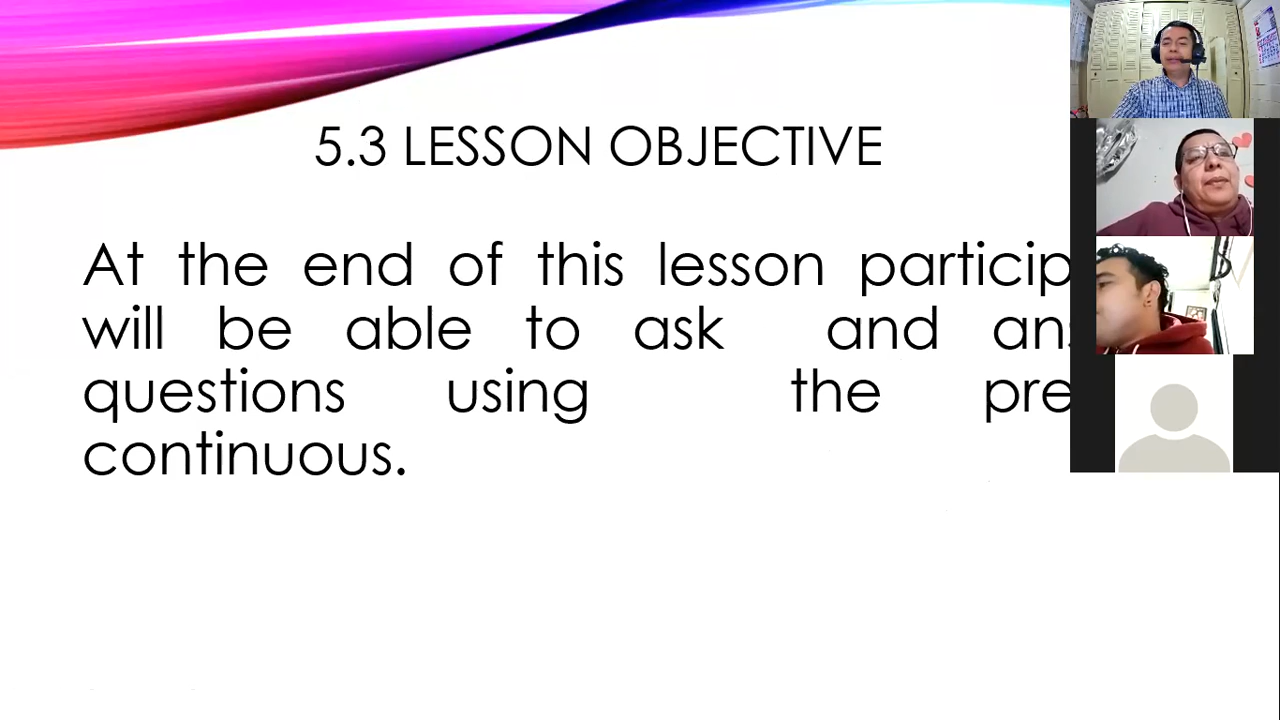 5.3 LESSON OBJECTIVE
At the end of this lesson particip
will be able to ask and ans
questions using the pre
continuous.